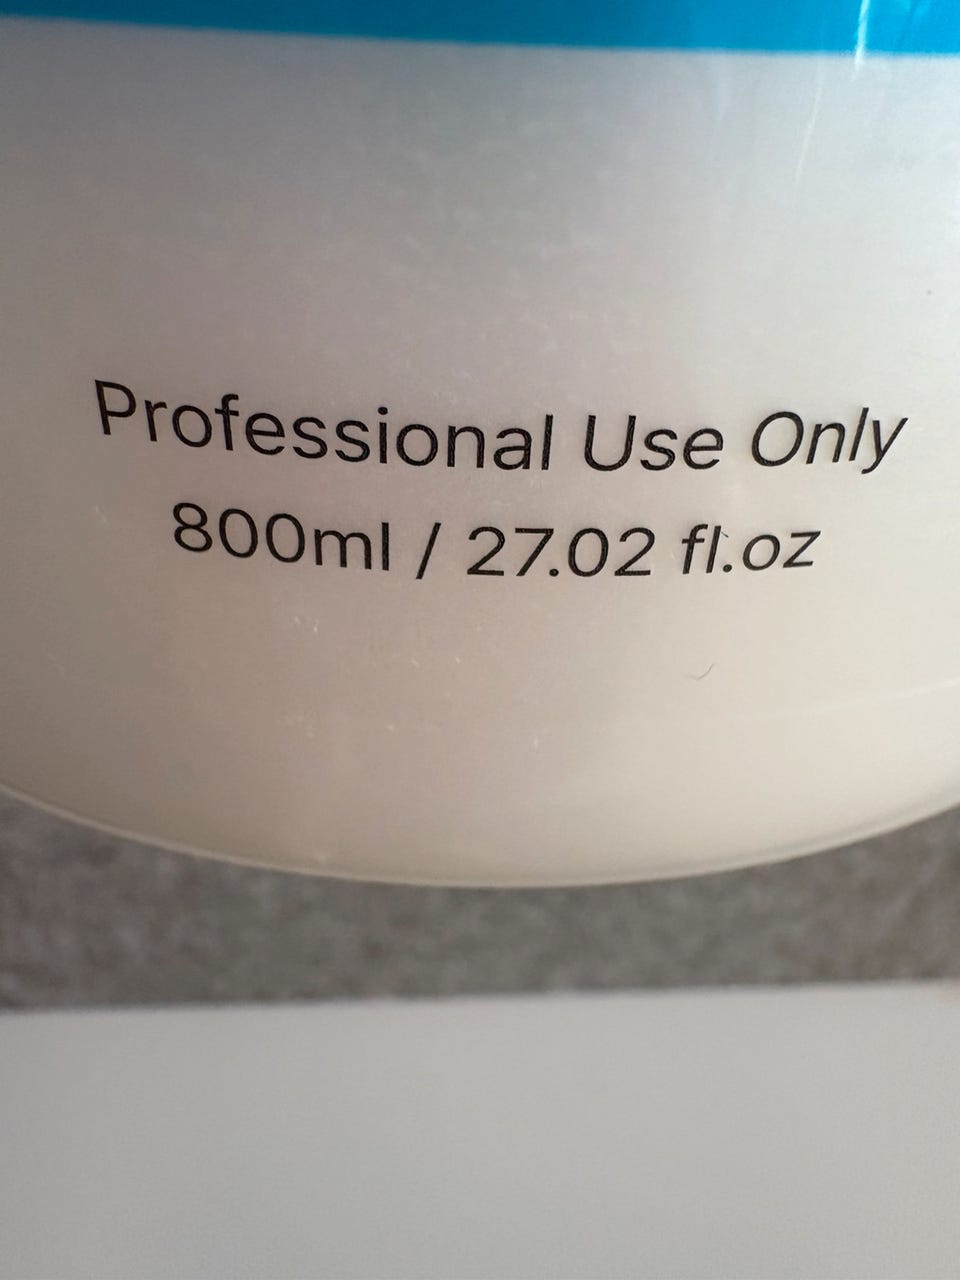 Professional Use Only
800ml / 27.02 fl.oz